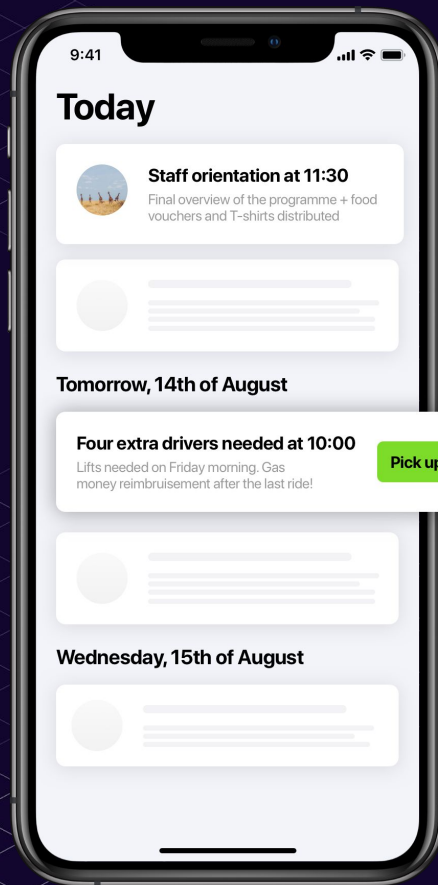 9:41
Today
Staff orientation at 11:30
Final overview of the programme + food
vouchers and T-shirts distributed
Tomorrow, 14th of August
Four extra drivers needed at 10:00
Lifts needed on Friday morning. Gas
money reimbruisement after the last ride!
Pick up
Wednesday, 15th of August